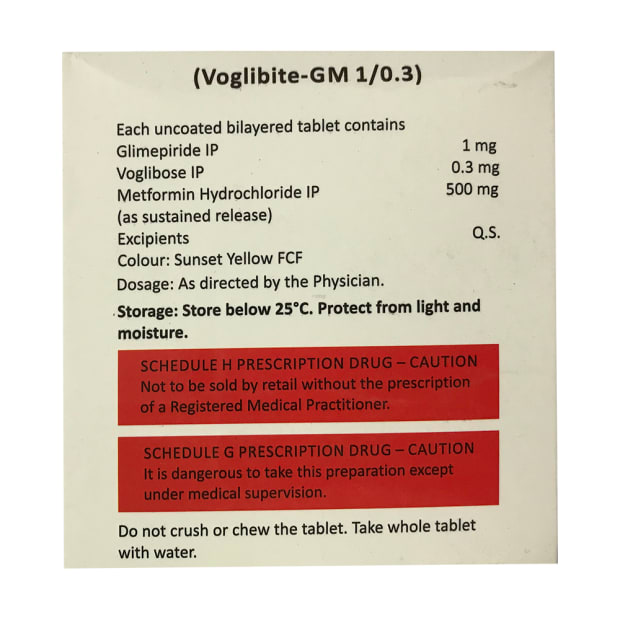 (Voglibite-GM 1/0.3)
Each uncoated bilayered tablet contains
Glimepiride IP 1 mg
Voglibose IP 0.3 mg
Metformin Hydrochloride IP 500 mg
(as sustained release)
Excipients Q.S.
Colour: Sunset Yellow FCF
Dosage: As directed by the Physician.
Storage: Store below 25°C. Protect from light and
moisture.
SCHEDULE H PRESCRIPTION DRUG – CAUTION
Not to be sold by retail without the prescription
of a Registered Medical Practitioner.
SCHEDULE G PRESCRIPTION DRUG – CAUTION
It is dangerous to take this preparation except
under medical supervision.
Do not crush or chew the tablet. Take whole tablet
with water.